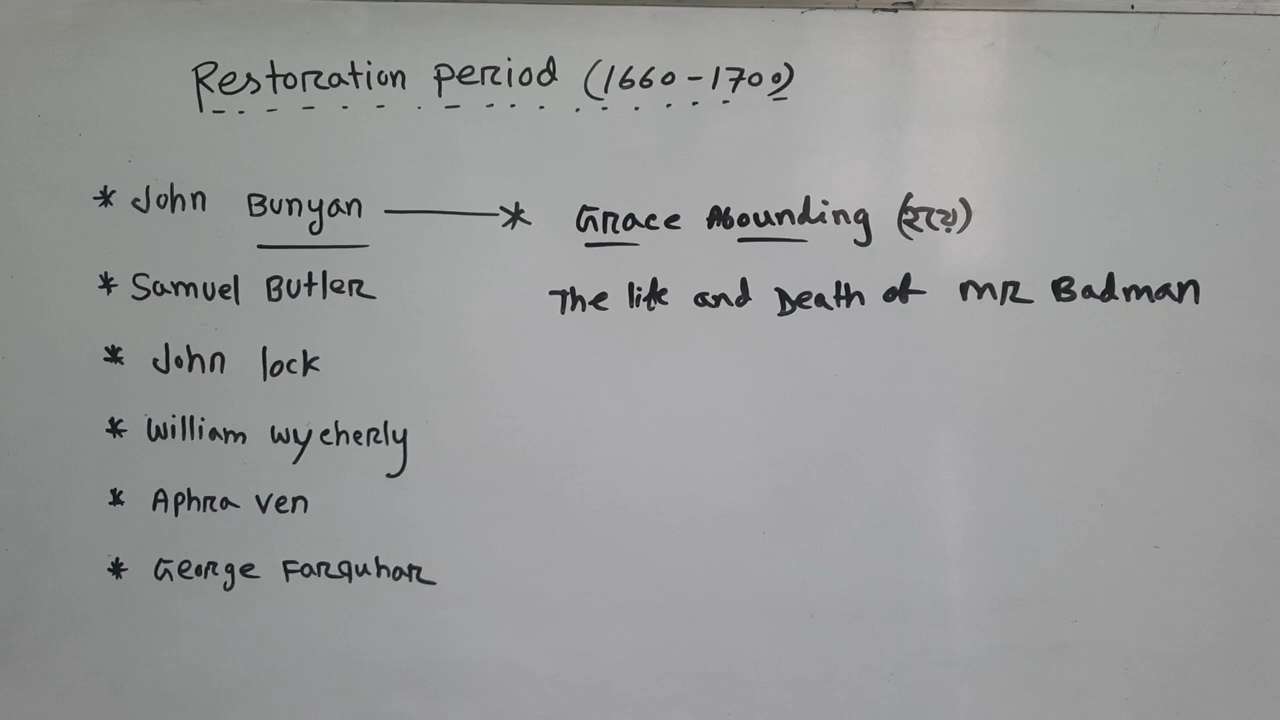 Restoration period (1660-1700)
* John Bunyan —* Grace Abounding
* Samuel Butler The life and Death of MR Badman
* John lock
* William wycherly
* Aphra ven
* George Farquhar